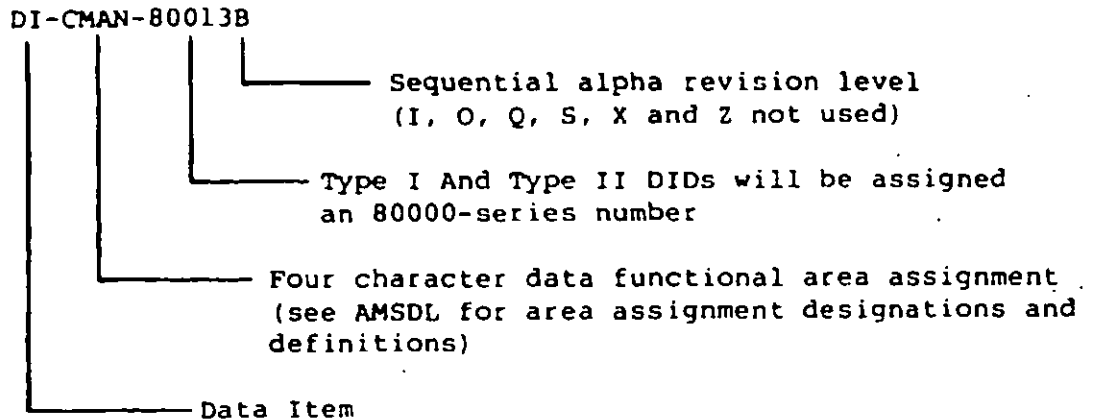 DI-CMAN-80013B
Sequential alpha revision level
(I, O, Q, S, X and Z not used)
Type I And Type II DIDs will be assigned
an 80000-series number
Four character data functional area assignment
(see AMSDL for area assignment designations and
definitions)
Data Item